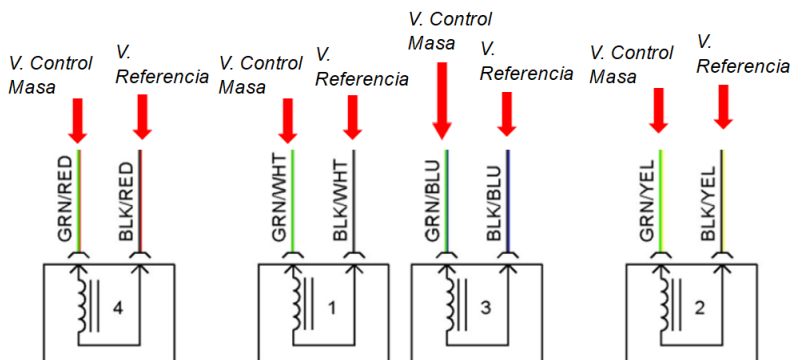 V. Control
Masa
V.
Referencia
V. Control
Masa
V.
Referencia
V. Control
Masa
V.
Referencia
V. Control
Masa
V.
Referencia
GRN/RED
BLK/RED
GRN/WHT
BLK/WHT
GRN/BLU
BLK/BLU
GRN/YEL
BLK/YEL
4
1
3
2